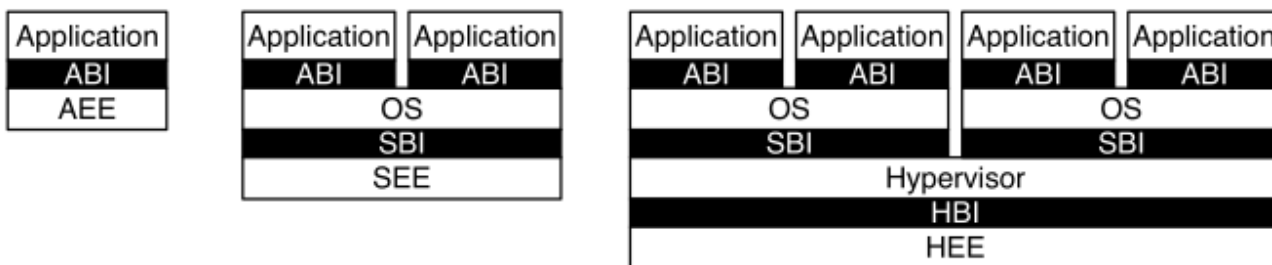 Application Application Application Application Application Application Application
ABI ABI ABI ABI ABI ABI ABI
AEE OS OS OS
SBI SBI SBI
SEE Hypervisor
HBI
HEE